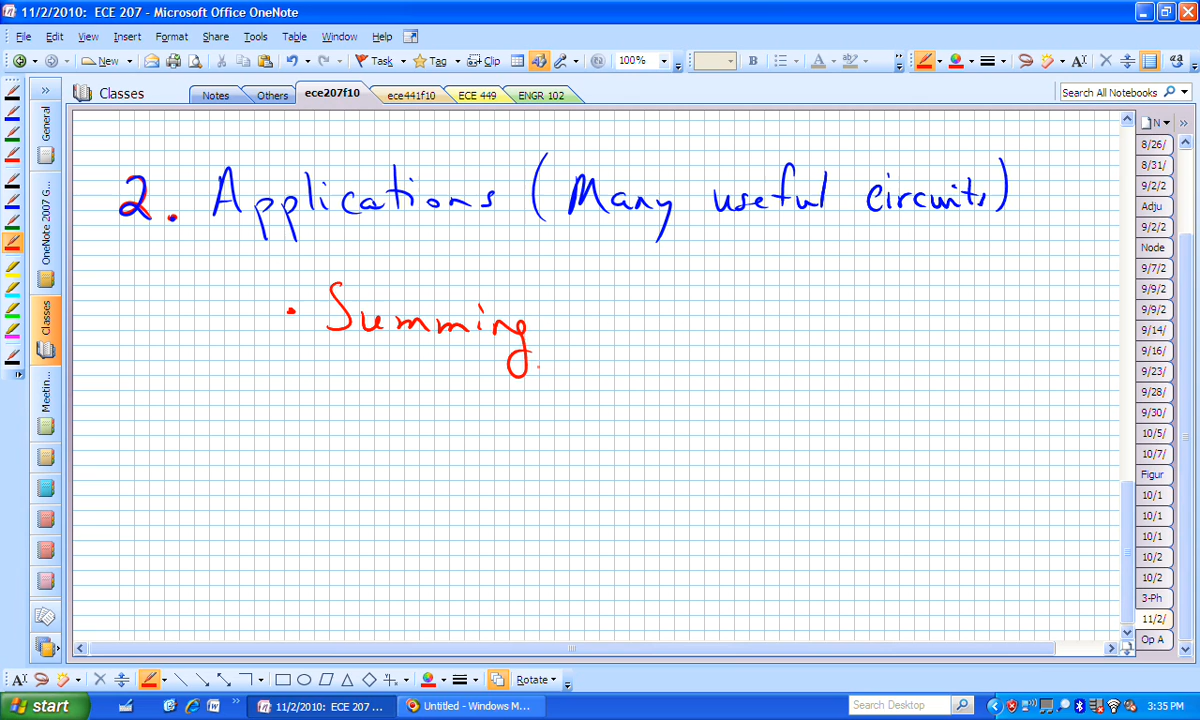 11/2/2010: ECE 207 - Microsoft Office OneNote
File Edit View Insert Format Share Tools Table Window Help
New Task Tag Clip 100% B A ab A
Classes Notes Others ece207f10 ece441f10 ECE 449 ENGR 102 Search All Notebooks
General
OneNote 2007 G...
Classes
Meetin...
2. Applications (Many useful circuits)
· Summing
N
8/26/
8/31/
9/2/2
Adju
9/2/2
Node
9/7/2
9/9/2
9/9/2
9/14/
9/16/
9/23/
9/28/
9/30/
10/5/
10/7/
Figur
10/1
10/1
10/1
10/2
10/2
3-Ph
11/2/
Op A
Rotate
start 11/2/2010: ECE 207 ... Untitled - Windows M... Search Desktop 3:35 PM